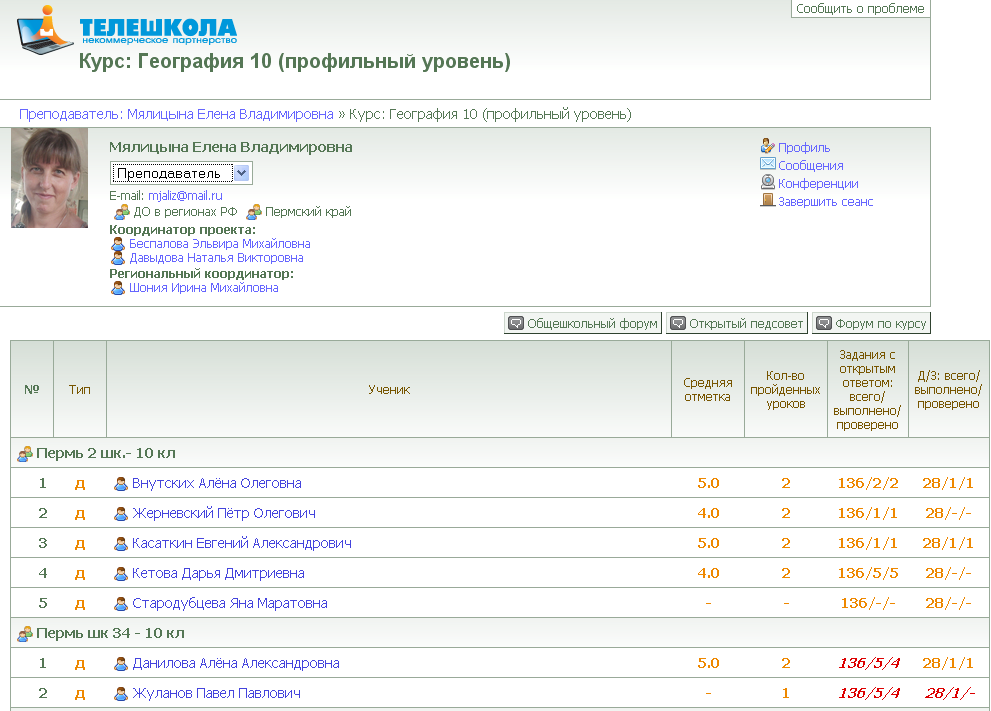 Сообщить о проблеме
ТЕЛЕШКОЛА
некоммерческое партнерство
Курс: География 10 (профильный уровень)
Преподаватель: Мялицына Елена Владимировна » Курс: География 10 (профильный уровень)
Мялицына Елена Владимировна
Преподаватель
E-mail: mjaliz@mail.ru
ДО в регионах РФ Пермский край
Координатор проекта:
Беспалова Эльвира Михайловна
Давыдова Наталья Викторовна
Региональный координатор:
Шония Ирина Михайловна
Профиль
Сообщения
Конференции
Завершить сеанс
Общешкольный форум Открытый педсовет Форум по курсу
№ Тип Ученик
Средняя
отметка
Кол-во
пройденных
уроков
Задания с
открытым
ответом:
всего/
выполнено/
проверено
Д/З: всего/
выполнено/
проверено
Пермь 2 шк.- 10 кл
1 д Внутских Алёна Олеговна 5.0 2 136/2/2 28/1/1
2 д Жерневский Пётр Олегович 4.0 2 136/1/1 28/-/-
3 д Касаткин Евгений Александрович 5.0 2 136/1/1 28/1/1
4 д Кетова Дарья Дмитриевна 4.0 2 136/5/5 28/-/-
5 д Стародубцева Яна Маратовна - - 136/-/- 28/-/-
Пермь шк 34 - 10 кл
1 д Данилова Алёна Александровна 5.0 2 136/5/4 28/1/1
2 д Жуланов Павел Павлович - 1 136/5/4 28/1/-